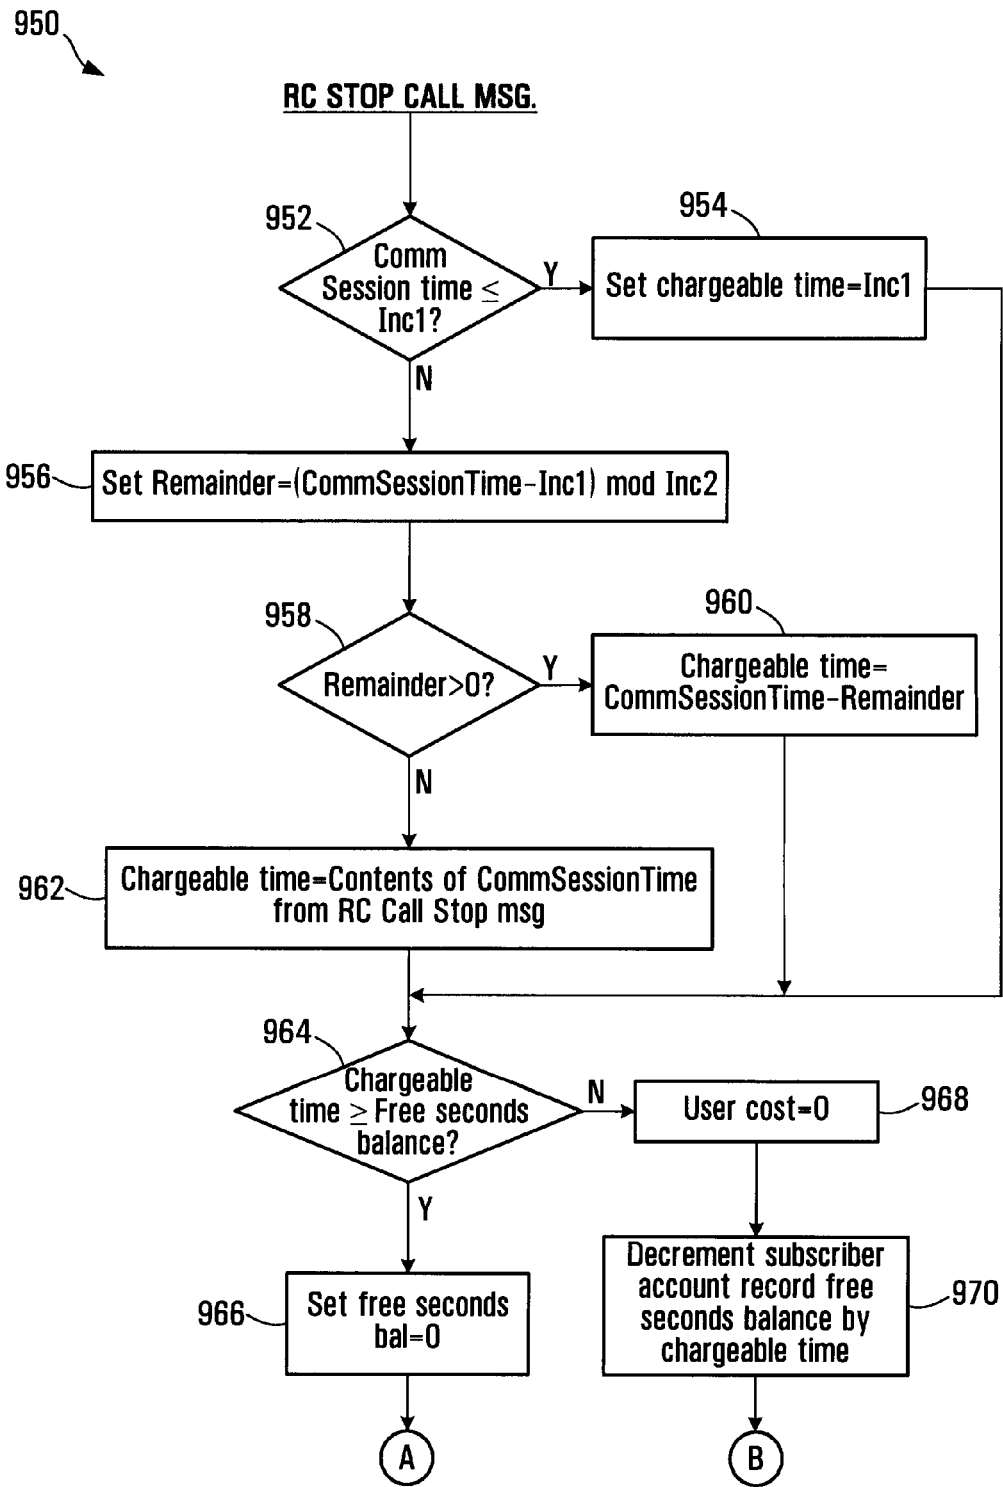 950
RC STOP CALL MSG.
952
Comm
Session time ≤
Inc1?
Y
N
954
Set chargeable time=Inc1
956
Set Remainder=(CommSessionTime-Inc1) mod Inc2
958
Remainder>0?
Y
N
960
Chargeable time=
CommSessionTime-Remainder
962
Chargeable time=Contents of CommSessionTime
from RC Call Stop msg
964
Chargeable
time ≥ Free seconds
balance?
N
Y
User cost=0
968
966
Set free seconds
bal=0
Decrement subscriber
account record free
seconds balance by
chargeable time
970
A
B